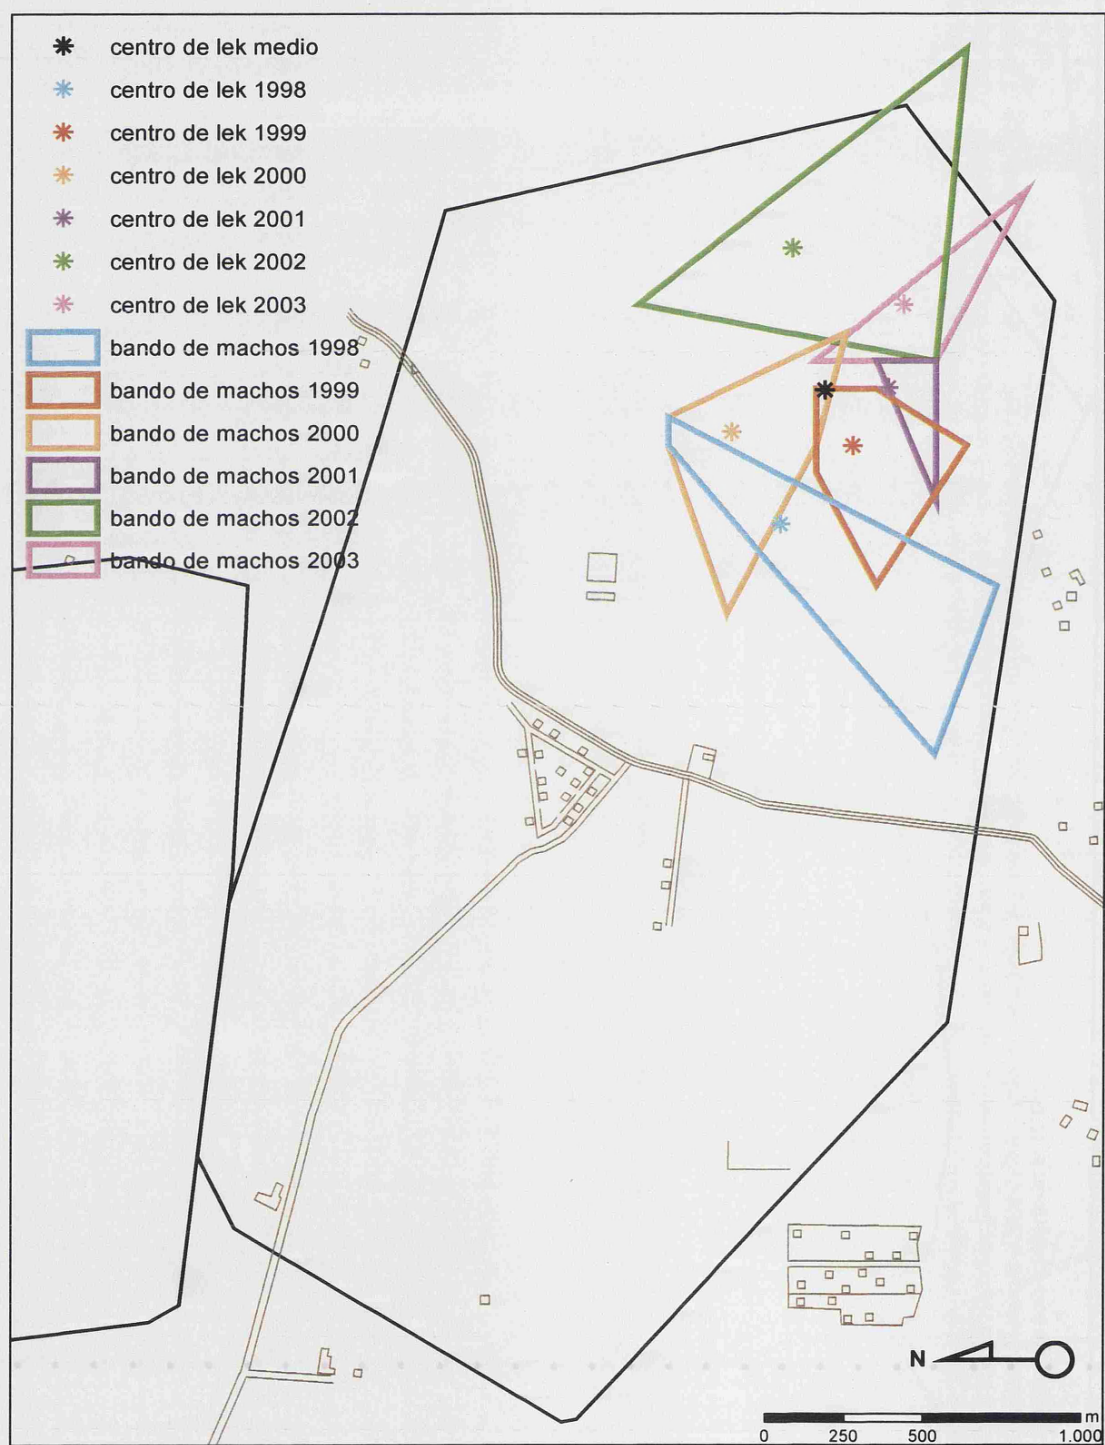 centro de lek medio
centro de lek 1998
centro de lek 1999
centro de lek 2000
centro de lek 2001
centro de lek 2002
centro de lek 2003
bando de machos 1998
bando de machos 1999
bando de machos 2000
bando de machos 2001
bando de machos 2002
bando de machos 2003
N
m
0 250 500 1.000